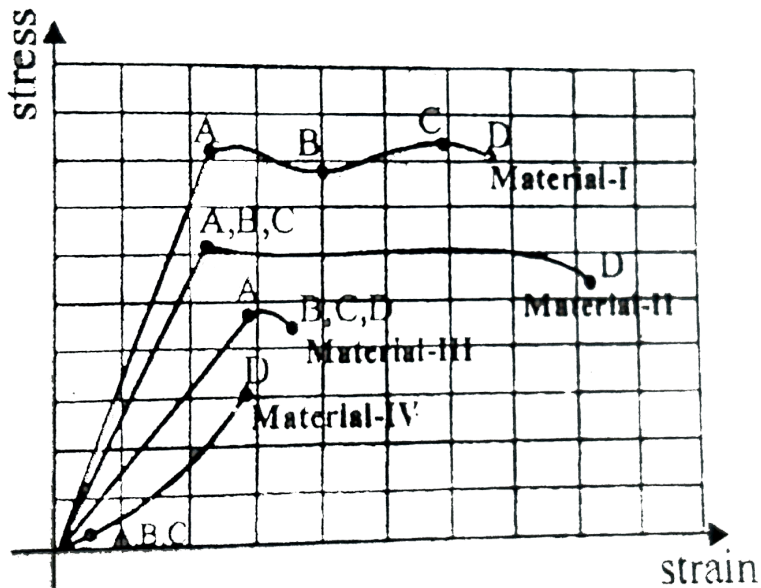 stress
A
B
C
D
Material-I
A,B,C
D
Material-II
A
B,C,D
Material-III
D
Material-IV
A,B,C
strain